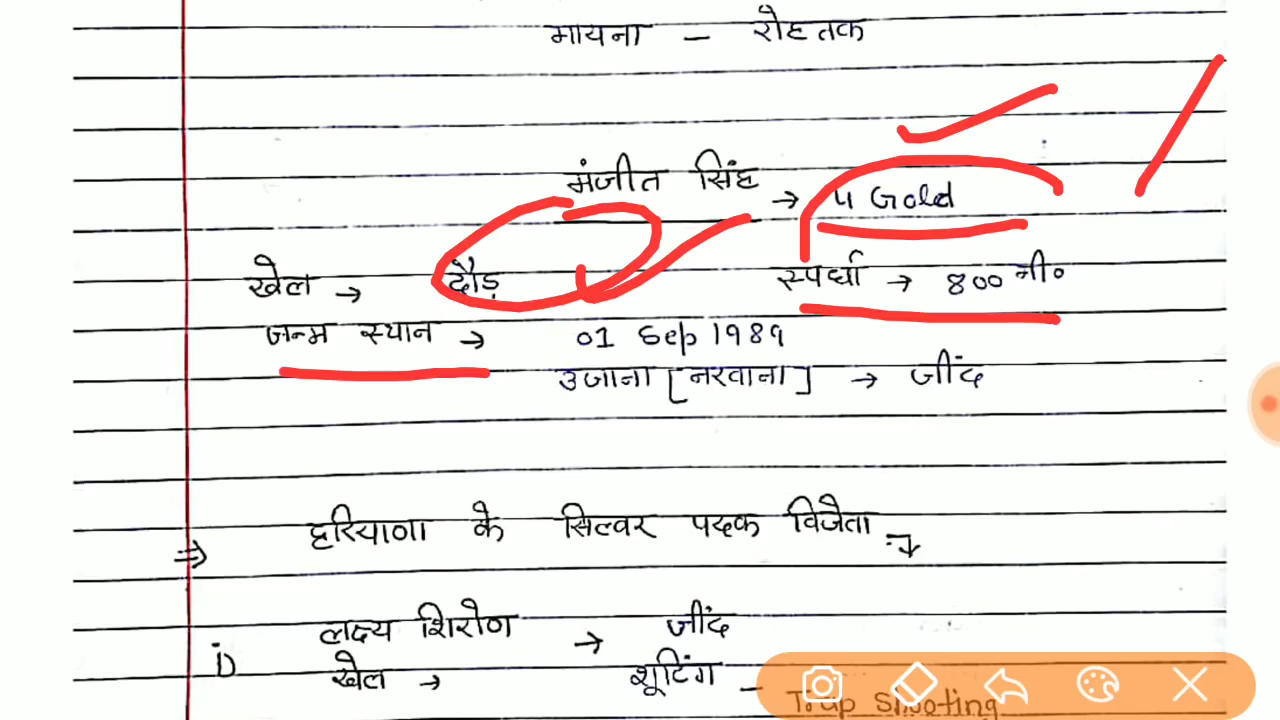 मायना - रोहतक
मंजीत सिंह → 4 Gold
खेल → दौड़ स्पर्धा → 800 मी०
जन्म स्थान → 01 Sep 1989
उजाना [नरवाना] → जींद
⇒ हरियाणा के सिल्वर पदक विजेता :→
i) लक्ष्य शिरोण → जींद
खेल → शूटिंग - Trap Shooting